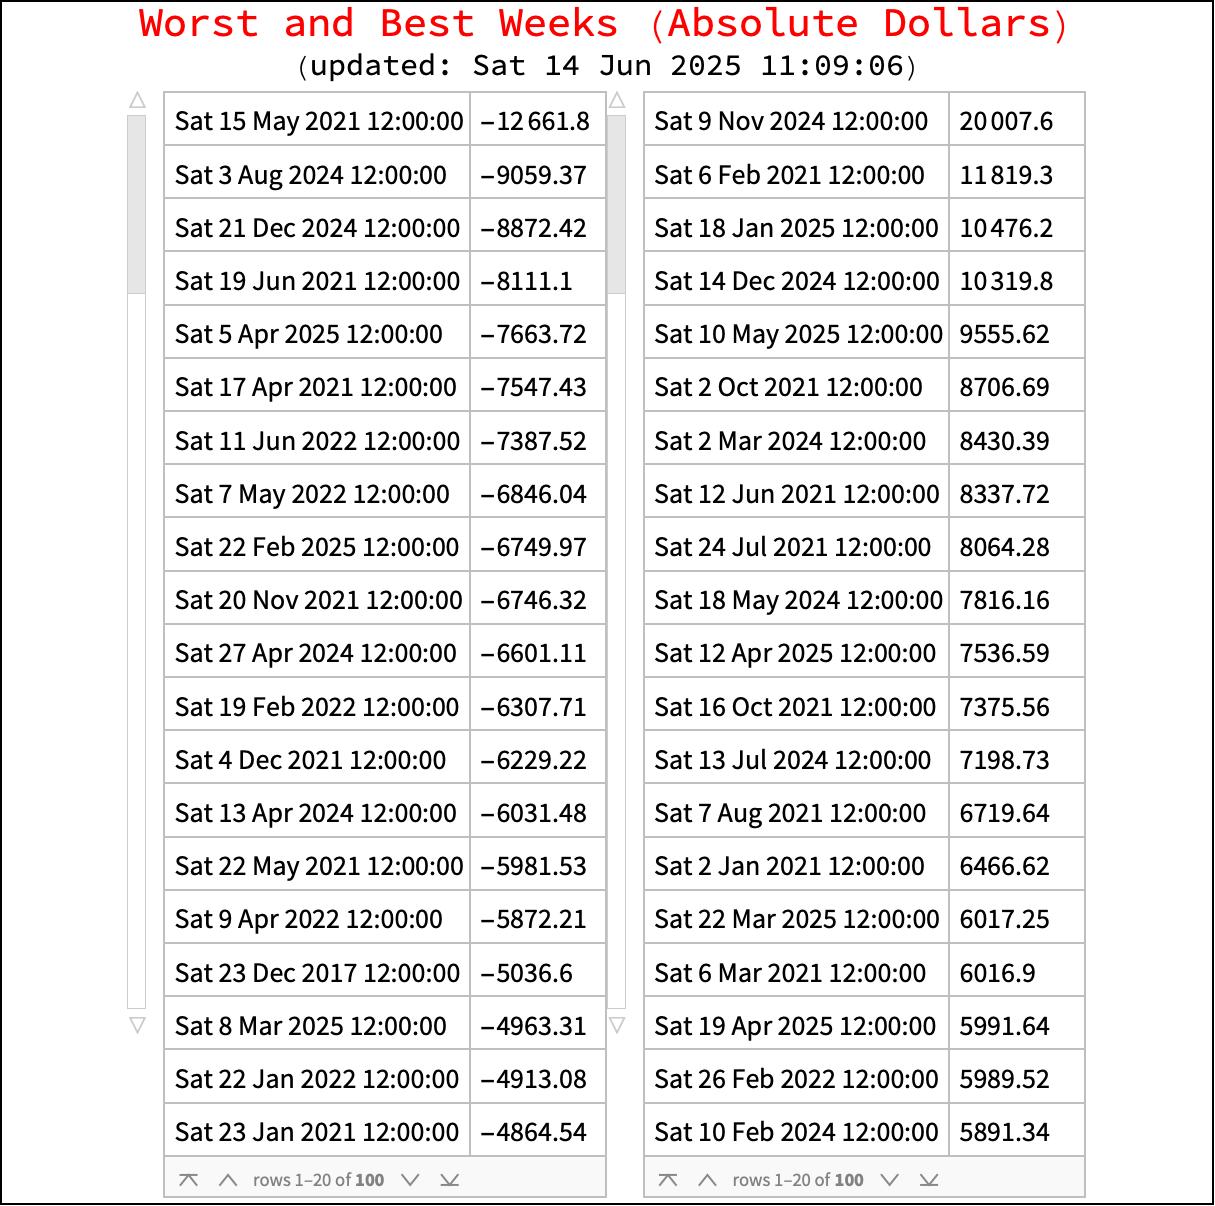 Worst and Best Weeks (Absolute Dollars)
(updated: Sat 14 Jun 2025 11:09:06)
Sat 15 May 2021 12:00:00 −12 661.8
Sat 3 Aug 2024 12:00:00 −9059.37
Sat 21 Dec 2024 12:00:00 −8872.42
Sat 19 Jun 2021 12:00:00 −8111.1
Sat 5 Apr 2025 12:00:00 −7663.72
Sat 17 Apr 2021 12:00:00 −7547.43
Sat 11 Jun 2022 12:00:00 −7387.52
Sat 7 May 2022 12:00:00 −6846.04
Sat 22 Feb 2025 12:00:00 −6749.97
Sat 20 Nov 2021 12:00:00 −6746.32
Sat 27 Apr 2024 12:00:00 −6601.11
Sat 19 Feb 2022 12:00:00 −6307.71
Sat 4 Dec 2021 12:00:00 −6229.22
Sat 13 Apr 2024 12:00:00 −6031.48
Sat 22 May 2021 12:00:00 −5981.53
Sat 9 Apr 2022 12:00:00 −5872.21
Sat 23 Dec 2017 12:00:00 −5036.6
Sat 8 Mar 2025 12:00:00 −4963.31
Sat 22 Jan 2022 12:00:00 −4913.08
Sat 23 Jan 2021 12:00:00 −4864.54
rows 1–20 of 100
Sat 9 Nov 2024 12:00:00 20 007.6
Sat 6 Feb 2021 12:00:00 11 819.3
Sat 18 Jan 2025 12:00:00 10 476.2
Sat 14 Dec 2024 12:00:00 10 319.8
Sat 10 May 2025 12:00:00 9555.62
Sat 2 Oct 2021 12:00:00 8706.69
Sat 2 Mar 2024 12:00:00 8430.39
Sat 12 Jun 2021 12:00:00 8337.72
Sat 24 Jul 2021 12:00:00 8064.28
Sat 18 May 2024 12:00:00 7816.16
Sat 12 Apr 2025 12:00:00 7536.59
Sat 16 Oct 2021 12:00:00 7375.56
Sat 13 Jul 2024 12:00:00 7198.73
Sat 7 Aug 2021 12:00:00 6719.64
Sat 2 Jan 2021 12:00:00 6466.62
Sat 22 Mar 2025 12:00:00 6017.25
Sat 6 Mar 2021 12:00:00 6016.9
Sat 19 Apr 2025 12:00:00 5991.64
Sat 26 Feb 2022 12:00:00 5989.52
Sat 10 Feb 2024 12:00:00 5891.34
rows 1–20 of 100